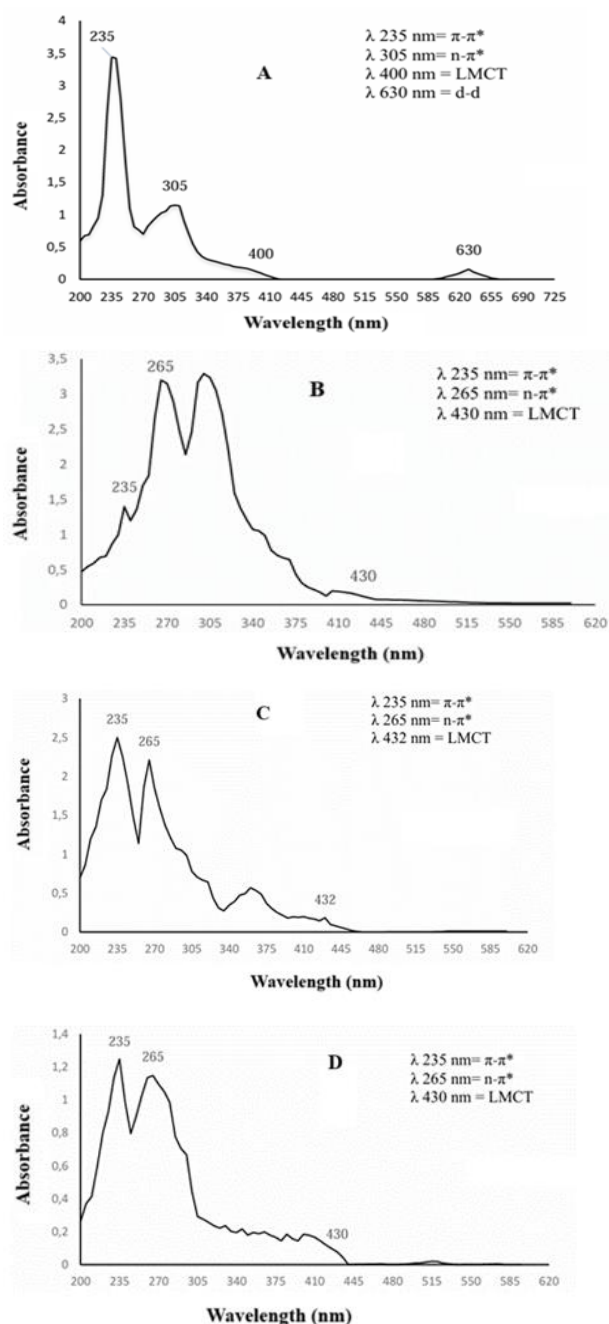 4
235
3,5
3
2,5
2
1,5
1
0,5
0
Absorbance
A
λ 235 nm= π-π*
λ 305 nm= n-π*
λ 400 nm = LMCT
λ 630 nm = d-d
305
400
630
200 235 270 305 340 375 410 445 480 515 550 585 620 655 690 725
Wavelength (nm)
3,5
3
2,5
2
1,5
1
0,5
0
Absorbance
B
λ 235 nm= π-π*
λ 265 nm= n-π*
λ 430 nm = LMCT
265
235
430
200 235 270 305 340 375 410 445 480 515 550 585 620
Wavelength (nm)
3
2,5
2
1,5
1
0,5
0
Absorbance
C
λ 235 nm= π-π*
λ 265 nm= n-π*
λ 432 nm = LMCT
235
265
432
200 235 270 305 340 375 410 445 480 515 550 585 620
Wavelength (nm)
1,4
1,2
1
0,8
0,6
0,4
0,2
0
Absorbance
D
λ 235 nm= π-π*
λ 265 nm= n-π*
λ 430 nm = LMCT
235
265
430
200 235 270 305 340 375 410 445 480 515 550 585 620
Wavelength (nm)